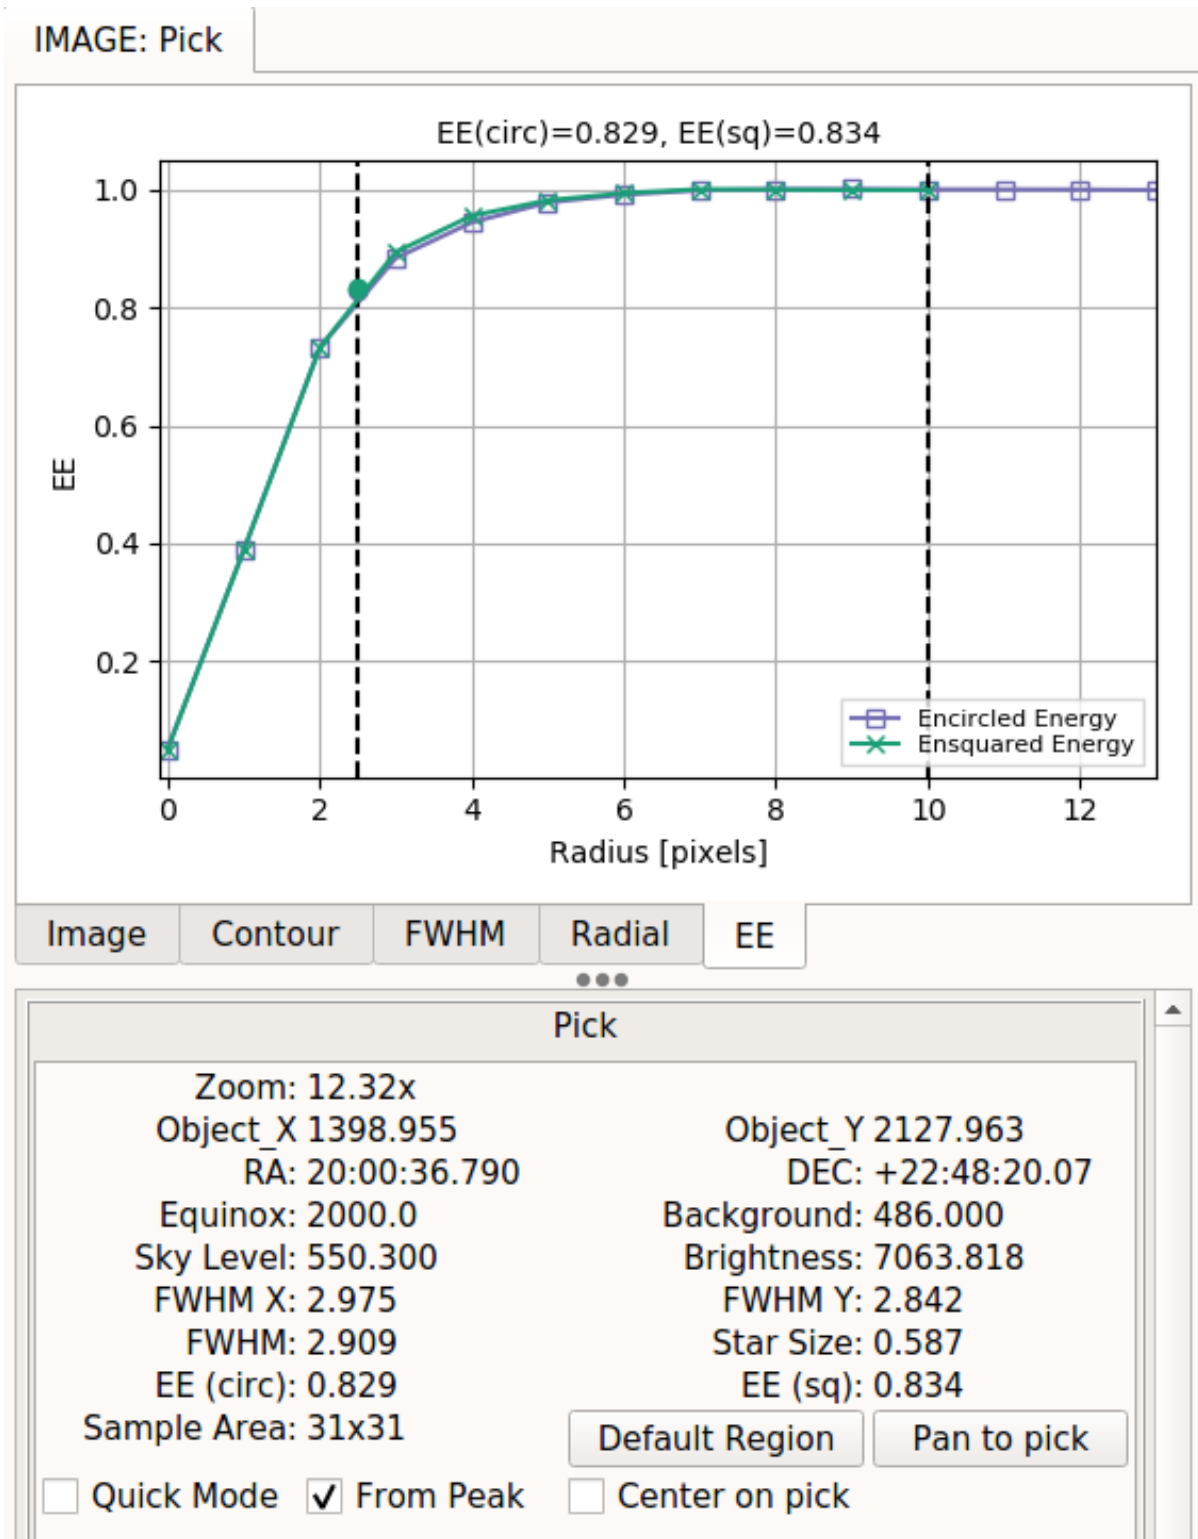 IMAGE: Pick
EE(circ)=0.829, EE(sq)=0.834
1.0
0.8
0.6
0.4
0.2
EE
Encircled Energy
Ensquared Energy
0 2 4 6 8 10 12
Radius [pixels]
Image Contour FWHM Radial EE
Pick
Zoom: 12.32x
Object_X 1398.955 Object_Y 2127.963
RA: 20:00:36.790 DEC: +22:48:20.07
Equinox: 2000.0 Background: 486.000
Sky Level: 550.300 Brightness: 7063.818
FWHM X: 2.975 FWHM Y: 2.842
FWHM: 2.909 Star Size: 0.587
EE (circ): 0.829 EE (sq): 0.834
Sample Area: 31x31 Default Region Pan to pick
Quick Mode From Peak Center on pick